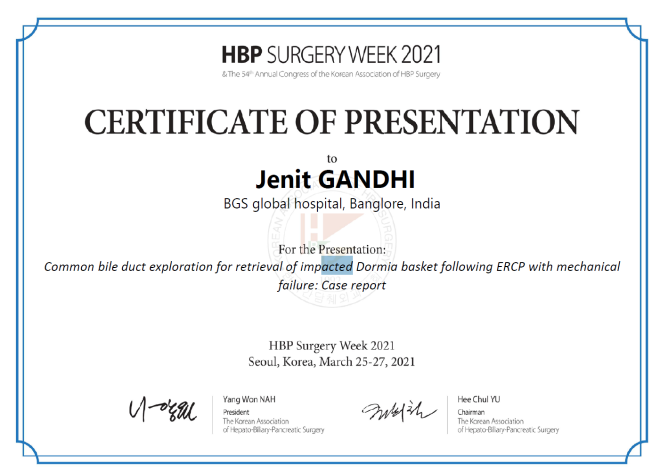 HBP SURGERY WEEK 2021
& The 54th Annual Congress of the Korean Association of HBP Surgery
CERTIFICATE OF PRESENTATION
to
Jenit GANDHI
BGS global hospital, Banglore, India
For the Presentation:
Common bile duct exploration for retrieval of impacted Dormia basket following ERCP with mechanical
failure: Case report
HBP Surgery Week 2021
Seoul, Korea, March 25-27, 2021
Yang Won NAH
President
The Korean Association
of Hepato-Biliary-Pancreatic Surgery
Hee Chul YU
Chairman
The Korean Association
of Hepato-Biliary-Pancreatic Surgery